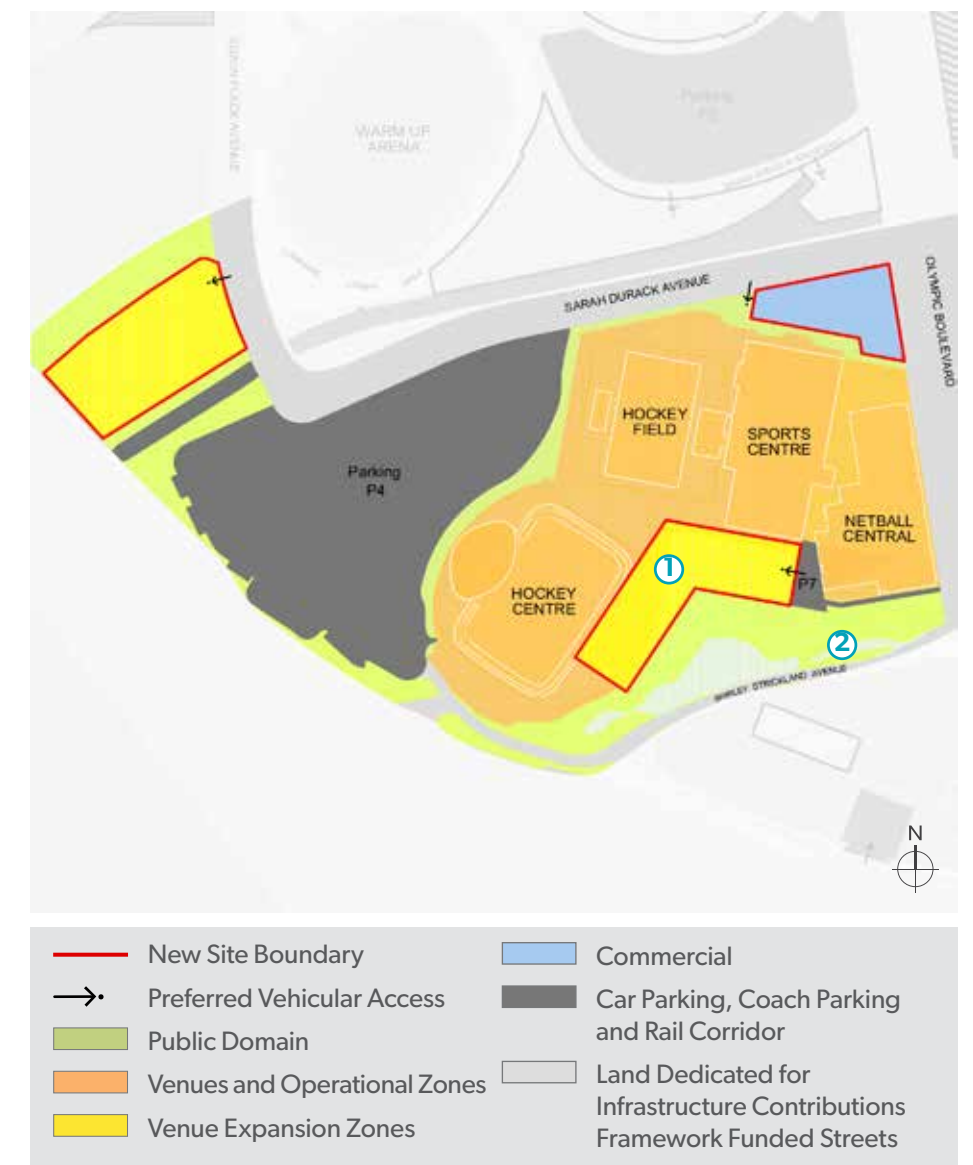 WARM UP
ARENA
Parking
SARAH DURACK AVENUE
OLYMPIC BOULEVARD
HOCKEY
FIELD
SPORTS
CENTRE
Parking
P4
NETBALL
CENTRAL
1
P7
HOCKEY
CENTRE
2
SHIRLEY STRICKLAND AVENUE
N
New Site Boundary
Preferred Vehicular Access
Public Domain
Venues and Operational Zones
Venue Expansion Zones
Commercial
Car Parking, Coach Parking
and Rail Corridor
Land Dedicated for
Infrastructure Contributions
Framework Funded Streets